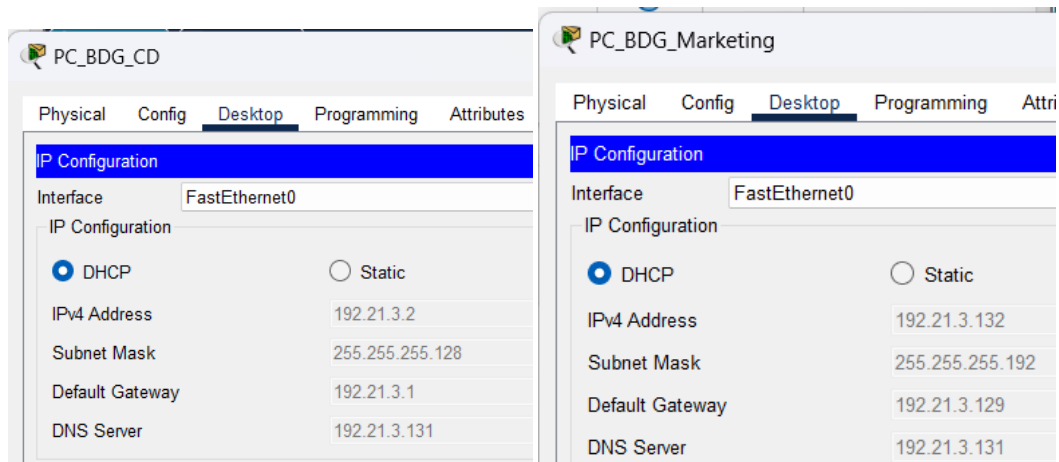 PC_BDG_CD
Physical Config Desktop Programming Attributes
IP Configuration
Interface FastEthernet0
IP Configuration
DHCP Static
IPv4 Address 192.21.3.2
Subnet Mask 255.255.255.128
Default Gateway 192.21.3.1
DNS Server 192.21.3.131
PC_BDG_Marketing
Physical Config Desktop Programming Attri
IP Configuration
Interface FastEthernet0
IP Configuration
DHCP Static
IPv4 Address 192.21.3.132
Subnet Mask 255.255.255.192
Default Gateway 192.21.3.129
DNS Server 192.21.3.131